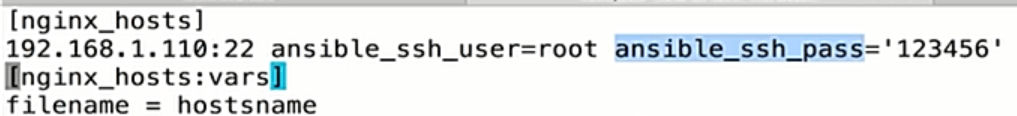 [nginx_hosts]
192.168.1.110:22 ansible_ssh_user=root ansible_ssh_pass='123456'
[nginx_hosts:vars]
filename = hostsname